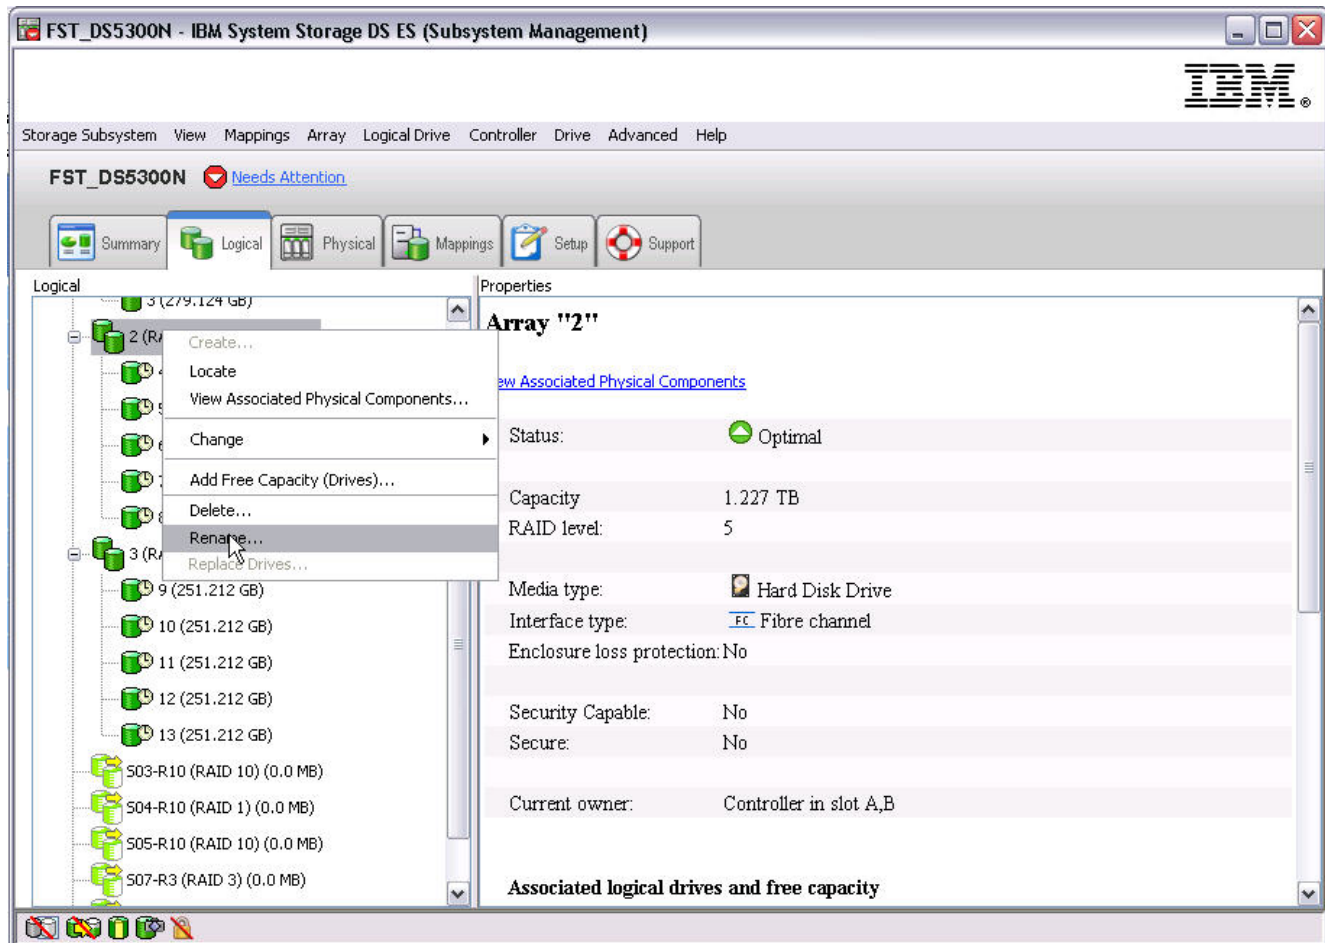 FST_DS5300N - IBM System Storage DS ES (Subsystem Management)
IBM®
Storage Subsystem View Mappings Array Logical Drive Controller Drive Advanced Help
FST_DS5300N Needs Attention
Summary Logical Physical Mappings Setup Support
Logical
3 (279.124 GB)
2 (RA
Create...
Locate
View Associated Physical Components...
Change
Add Free Capacity (Drives)...
Delete...
Rename...
Replace Drives...
3 (RA
9 (251.212 GB)
10 (251.212 GB)
11 (251.212 GB)
12 (251.212 GB)
13 (251.212 GB)
S03-R10 (RAID 10) (0.0 MB)
S04-R10 (RAID 1) (0.0 MB)
S05-R10 (RAID 10) (0.0 MB)
S07-R3 (RAID 3) (0.0 MB)
Properties
Array "2"
ew Associated Physical Components
Status: Optimal
Capacity 1.227 TB
RAID level: 5
Media type: Hard Disk Drive
Interface type: FC Fibre channel
Enclosure loss protection: No
Security Capable: No
Secure: No
Current owner: Controller in slot A,B
Associated logical drives and free capacity